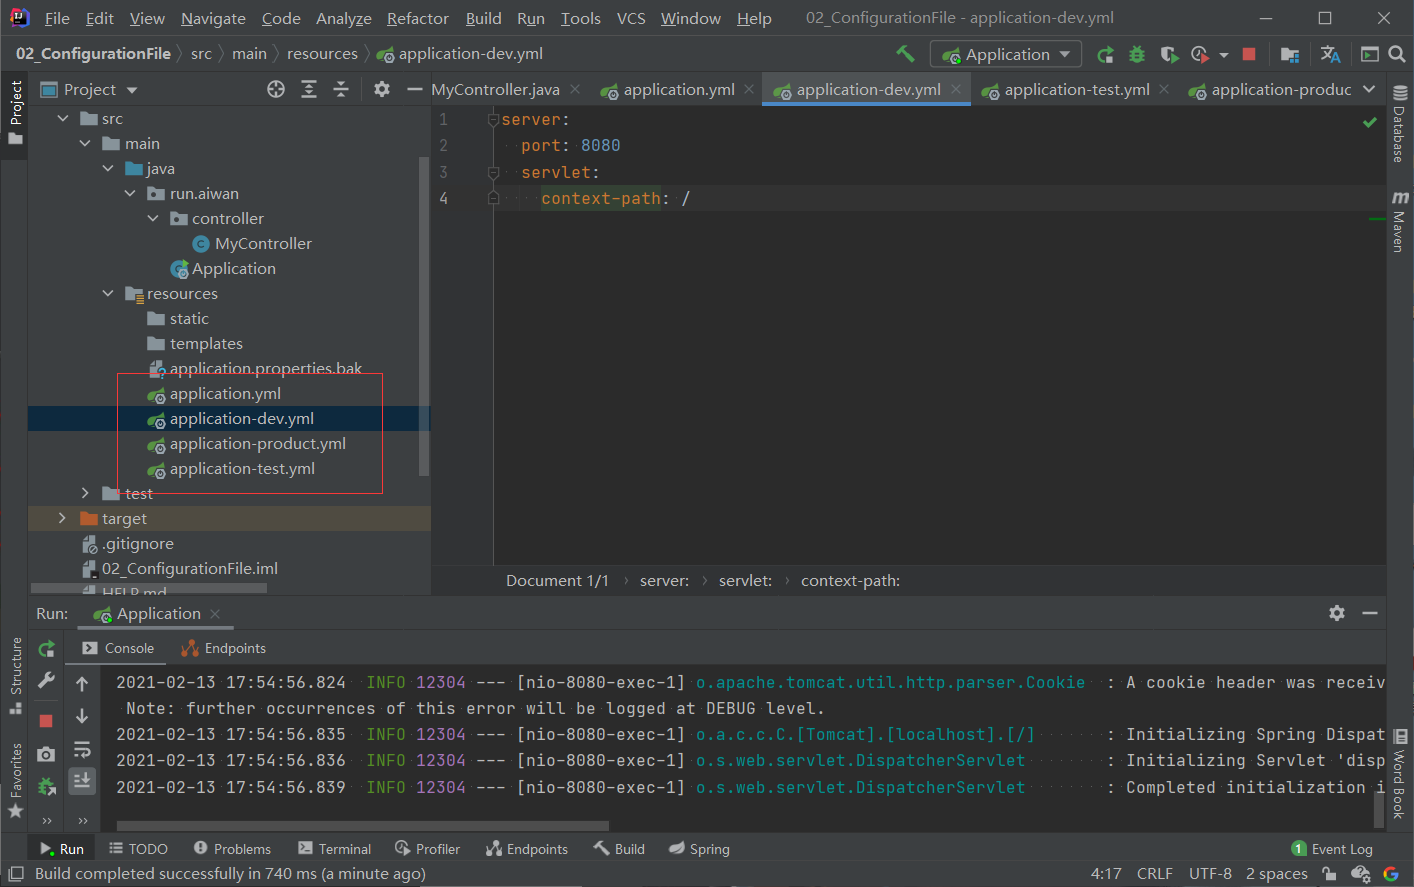 File Edit View Navigate Code Analyze Refactor Build Run Tools VCS Window Help 02_ConfigurationFile - application-dev.yml
02_ConfigurationFile src main resources application-dev.yml Application
Project
Project
MyController.java application.yml application-dev.yml application-test.yml application-produc
src
main
java
run.aiwan
controller
MyController
Application
resources
static
templates
application.properties.bak
application.yml
application-dev.yml
application-product.yml
application-test.yml
test
target
.gitignore
02_ConfigurationFile.iml
HELP.md
1 server:
2 port: 8080
3 servlet:
4 context-path: /
Document 1/1 server: servlet: context-path:
Database
Maven
Word Book
Structure
Favorites
Run: Application
Console Endpoints
2021-02-13 17:54:56.824 INFO 12304 --- [nio-8080-exec-1] o.apache.tomcat.util.http.parser.Cookie : A cookie header was receiv
Note: further occurrences of this error will be logged at DEBUG level.
2021-02-13 17:54:56.835 INFO 12304 --- [nio-8080-exec-1] o.a.c.c.C.[Tomcat].[localhost].[/] : Initializing Spring Dispat
2021-02-13 17:54:56.836 INFO 12304 --- [nio-8080-exec-1] o.s.web.servlet.DispatcherServlet : Initializing Servlet 'disp
2021-02-13 17:54:56.839 INFO 12304 --- [nio-8080-exec-1] o.s.web.servlet.DispatcherServlet : Completed initialization i
Run TODO Problems Terminal Profiler Endpoints Build Spring 1 Event Log
Build completed successfully in 740 ms (a minute ago) 4:17 CRLF UTF-8 2 spaces